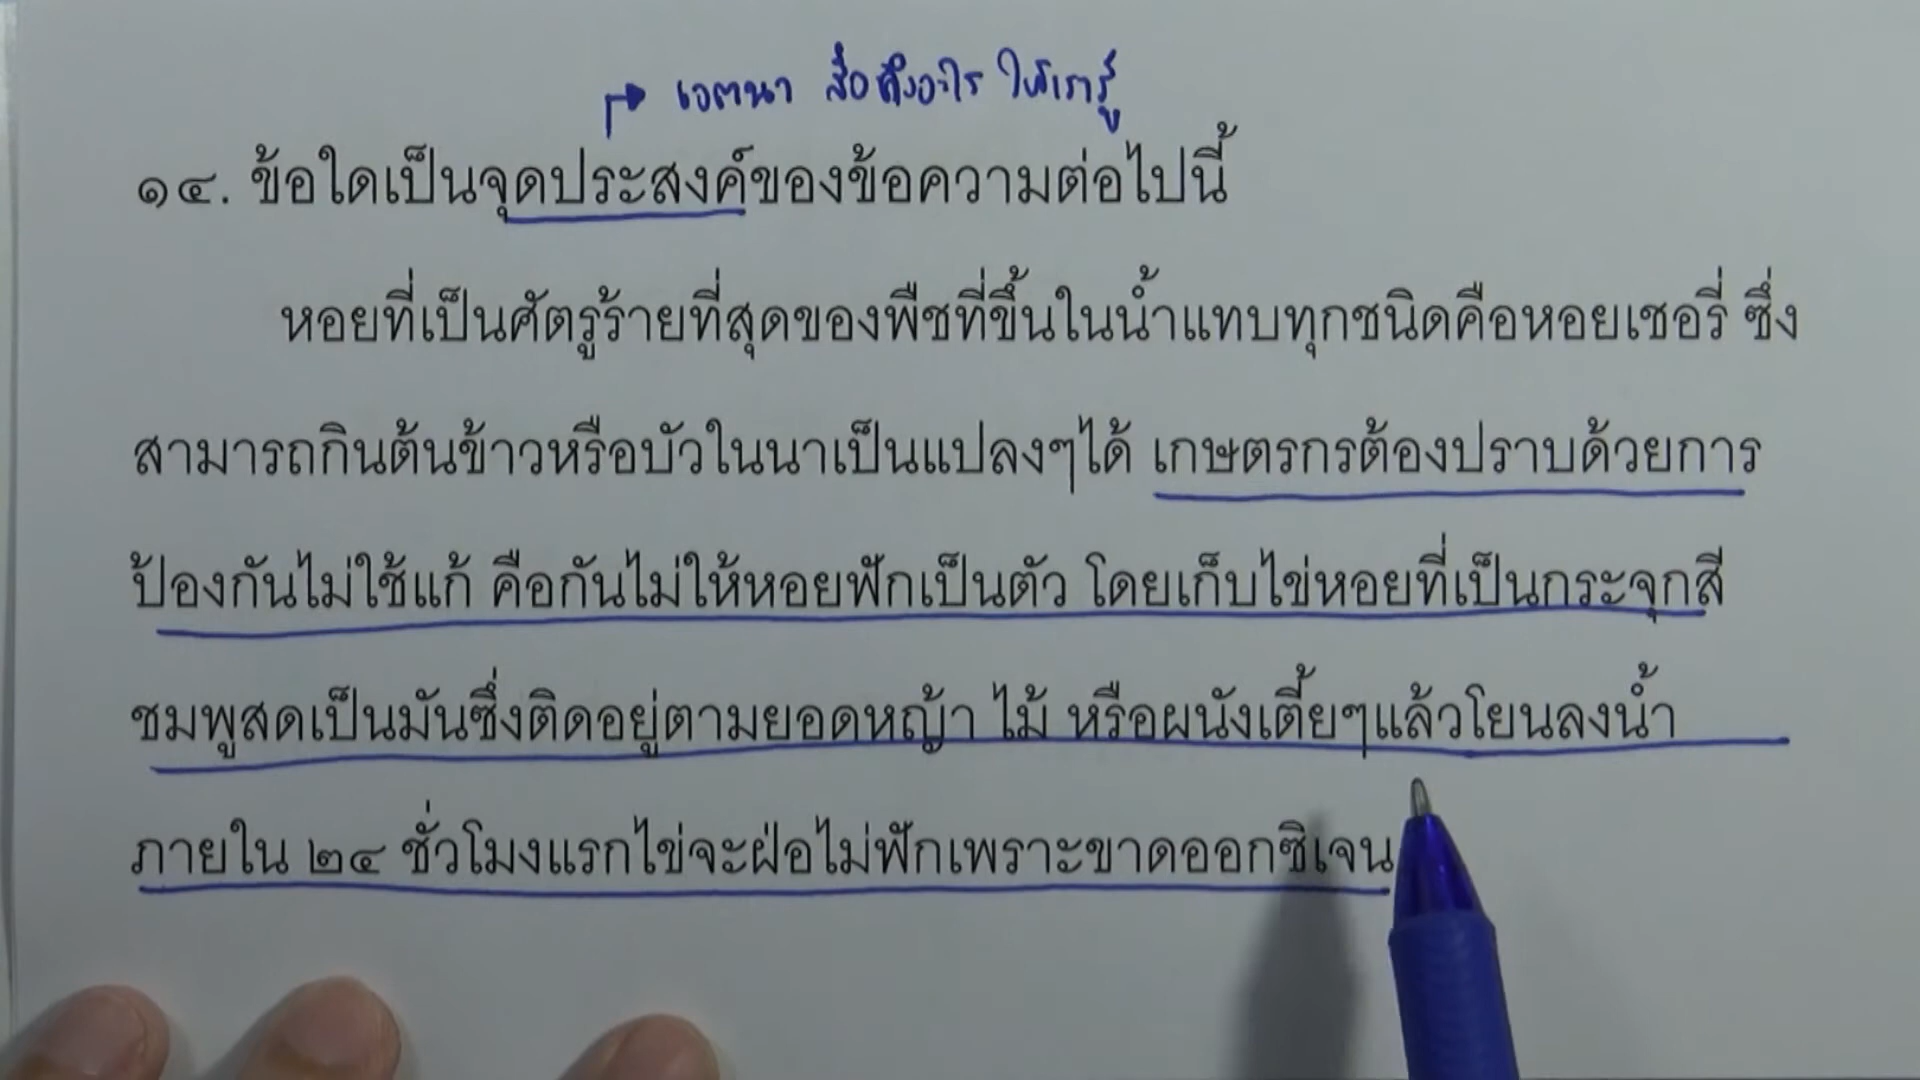 เจตนา สื่อถึงอะไร ให้เรารู้
๑๔. ข้อใดเป็นจุดประสงค์ของข้อความต่อไปนี้
หอยที่เป็นศัตรูร้ายที่สุดของพืชที่ขึ้นในน้ำแทบทุกชนิดคือหอยเชอรี่ ซึ่ง
สามารถกินต้นข้าวหรือบัวในนาเป็นแปลงๆได้ เกษตรกรต้องปราบด้วยการ
ป้องกันไม่ใช้แก้ คือกันไม่ให้หอยฟักเป็นตัว โดยเก็บไข่หอยที่เป็นกระจุกสี
ชมพูสดเป็นมันซึ่งติดอยู่ตามยอดหญ้า ไม้ หรือผนังเตี้ยๆแล้วโยนลงน้ำ
ภายใน ๒๔ ชั่วโมงแรกไข่จะฝ่อไม่ฟักเพราะขาดออกซิเจน